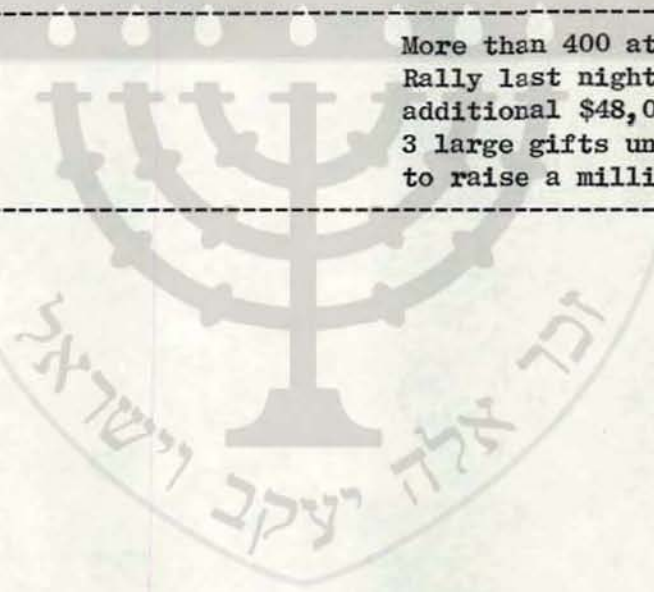 More than 400 at
Rally last night
additional $48,0
3 large gifts un
to raise a milli
זכר אלה יעקב וישראל